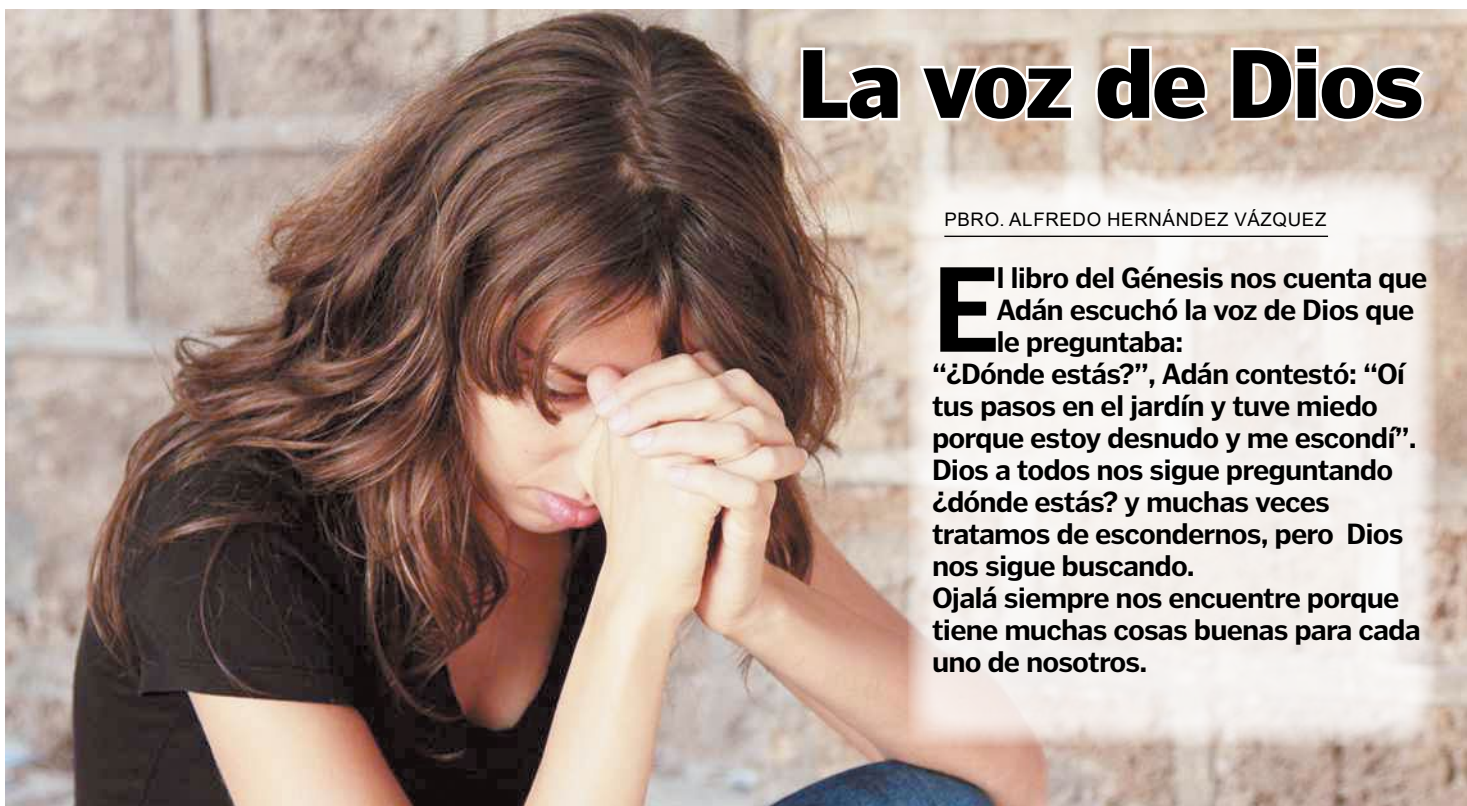 La voz de Dios
PBRO. ALFREDO HERNÁNDEZ VÁZQUEZ
El libro del Génesis nos cuenta que
Adán escuchó la voz de Dios que
le preguntaba:
“¿Dónde estás?”, Adán contestó: “Oí
tus pasos en el jardín y tuve miedo
porque estoy desnudo y me escondí”.
Dios a todos nos sigue preguntando
¿dónde estás? y muchas veces
tratamos de escondernos, pero Dios
nos sigue buscando.
Ojalá siempre nos encuentre porque
tiene muchas cosas buenas para cada
uno de nosotros.